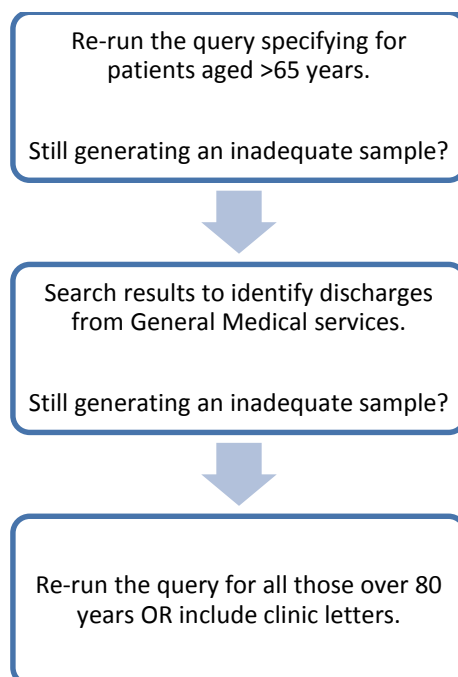 Re-run the query specifying for
patients aged >65 years.
Still generating an inadequate sample?
Search results to identify discharges
from General Medical services.
Still generating an inadequate sample?
Re-run the query for all those over 80
years OR include clinic letters.